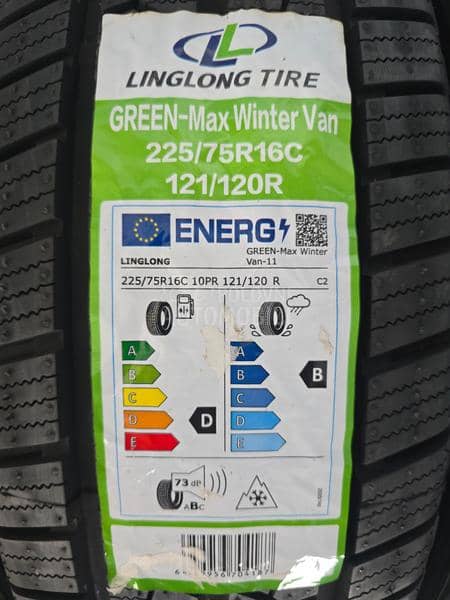 LINGLONG TIRE
GREEN-Max Winter Van
225/75R16C
121/120R
ENERG
LINGLONG
GREEN-Max Winter
Van-11
225/75R16C 10PR 121/120 R
C2
A
B
C
D
E
D
A
B
C
D
E
B
73 dP
ABC